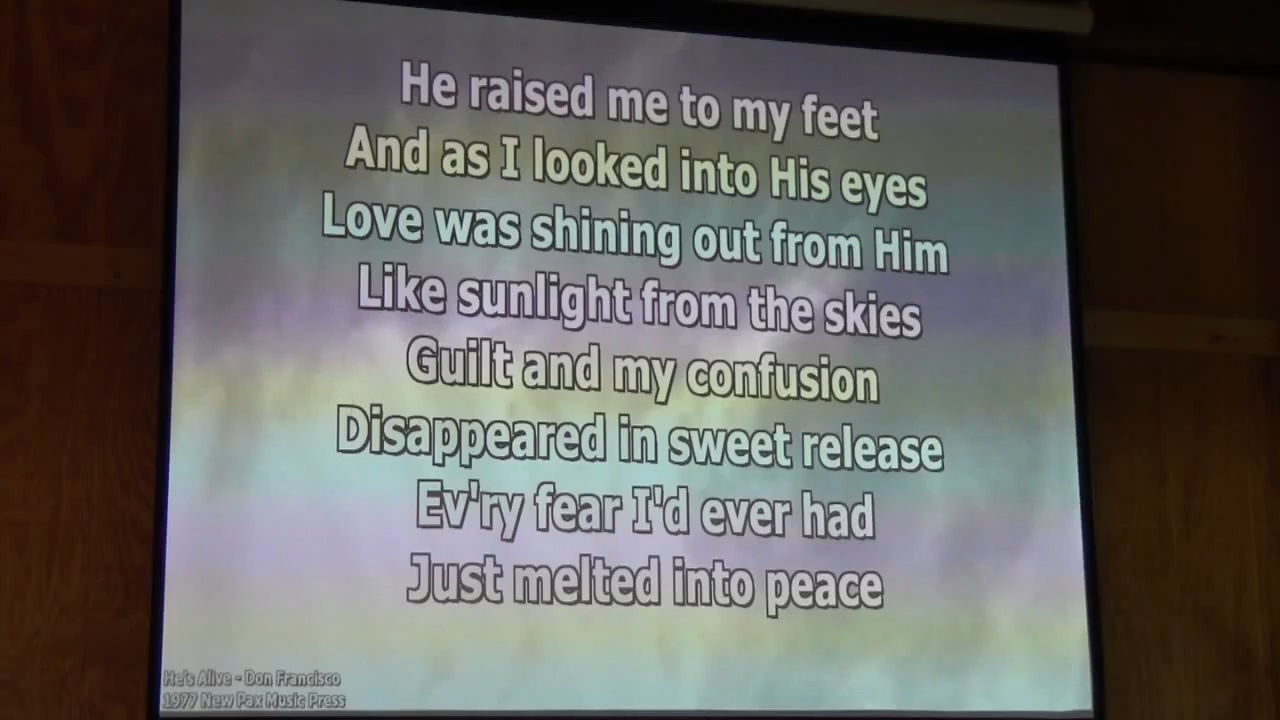 He raised me to my feet
And as I looked into His eyes
Love was shining out from Him
Like sunlight from the skies
Guilt and my confusion
Disappeared in sweet release
Ev'ry fear I'd ever had
Just melted into peace
He's Alive - Don Francisco
1977 New Pax Music Press